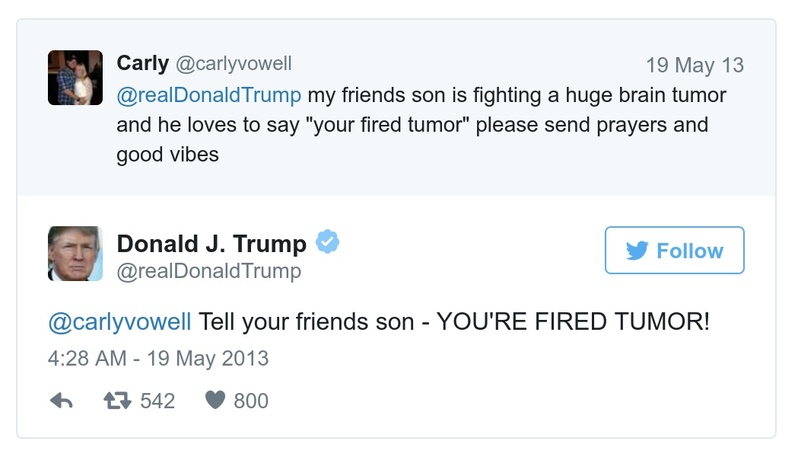 Carly @carlyvowell 19 May 13
@realDonaldTrump my friends son is fighting a huge brain tumor
and he loves to say "your fired tumor" please send prayers and
good vibes
Donald J. Trump
@realDonaldTrump
Follow
@carlyvowell Tell your friends son - YOU'RE FIRED TUMOR!
4:28 AM - 19 May 2013
542 800